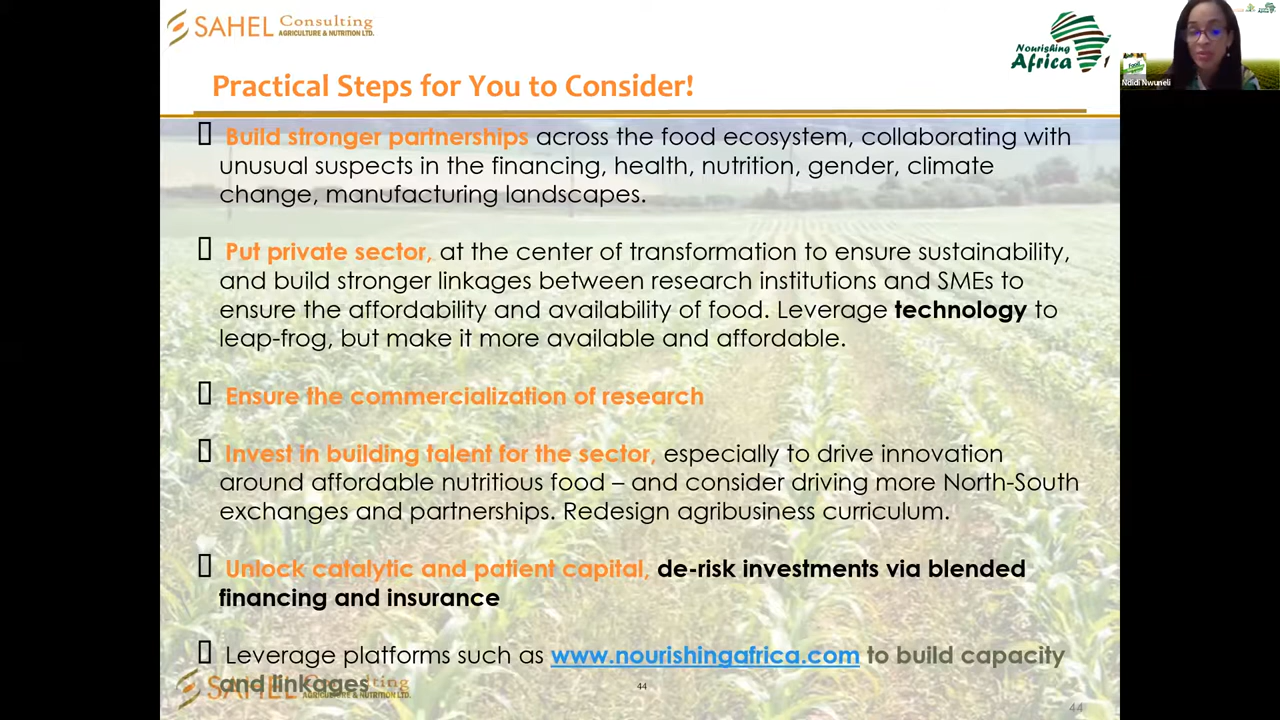 SAHEL Consulting
AGRICULTURE & NUTRITION LTD.
Nourishing
Africa
Ndidi Nwuneli
Practical Steps for You to Consider!
Build stronger partnerships across the food ecosystem, collaborating with
unusual suspects in the financing, health, nutrition, gender, climate
change, manufacturing landscapes.
Put private sector, at the center of transformation to ensure sustainability,
and build stronger linkages between research institutions and SMEs to
ensure the affordability and availability of food. Leverage technology to
leap-frog, but make it more available and affordable.
Ensure the commercialization of research
Invest in building talent for the sector, especially to drive innovation
around affordable nutritious food – and consider driving more North-South
exchanges and partnerships. Redesign agribusiness curriculum.
Unlock catalytic and patient capital, de-risk investments via blended
financing and insurance
Leverage platforms such as www.nourishingafrica.com to build capacity
and linkages
44
44